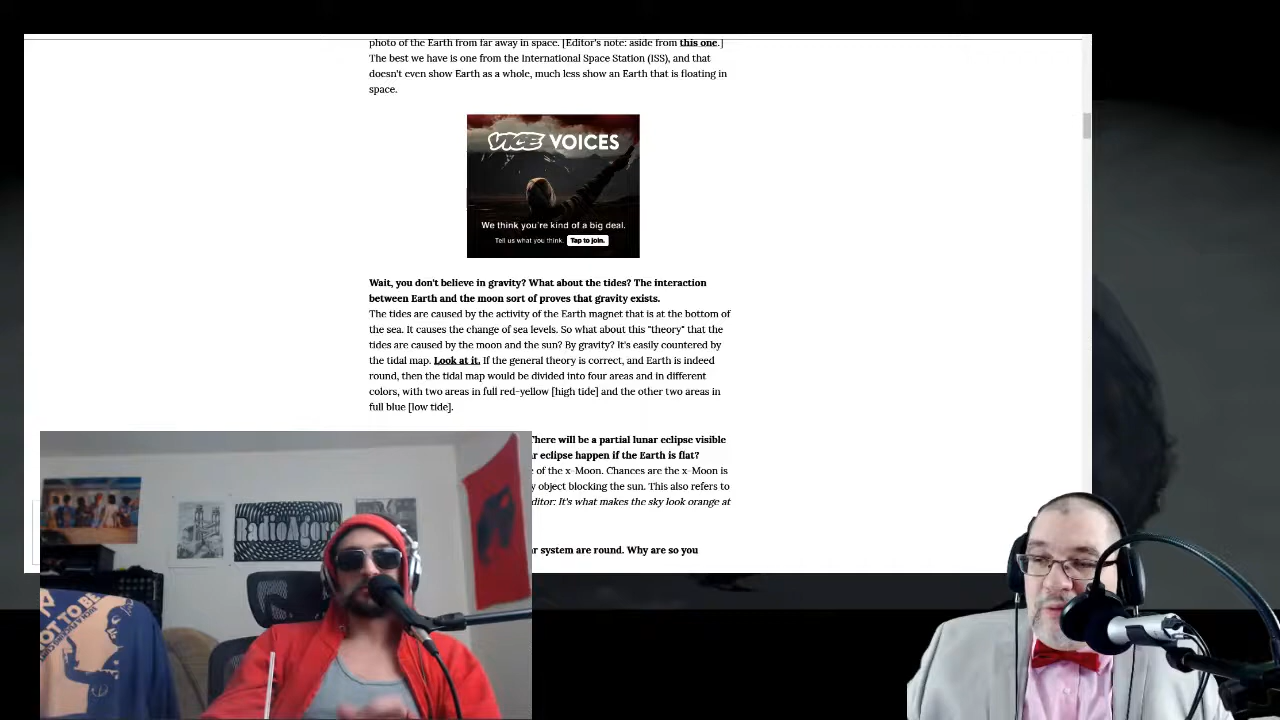 photo of the Earth from far away in space. [Editor's note: aside from this one.]
The best we have is one from the International Space Station (ISS), and that
doesn't even show Earth as a whole, much less show an Earth that is floating in
space.
VICE VOICES
We think you're kind of a big deal.
Tell us what you think. Tap to join.
Wait, you don't believe in gravity? What about the tides? The interaction
between Earth and the moon sort of proves that gravity exists.
The tides are caused by the activity of the Earth magnet that is at the bottom of
the sea. It causes the change of sea levels. So what about this "theory" that the
tides are caused by the moon and the sun? By gravity? It's easily countered by
the tidal map. Look at it. If the general theory is correct, and Earth is indeed
round, then the tidal map would be divided into four areas and in different
colors, with two areas in full red-yellow [high tide] and the other two areas in
full blue [low tide].
There will be a partial lunar eclipse visible
eclipse happen if the Earth is flat?
of the x-Moon. Chances are the x-Moon is
object blocking the sun. This also refers to
ditor: It's what makes the sky look orange at
system are round. Why are so you
RadioAgora
NOT TO BE